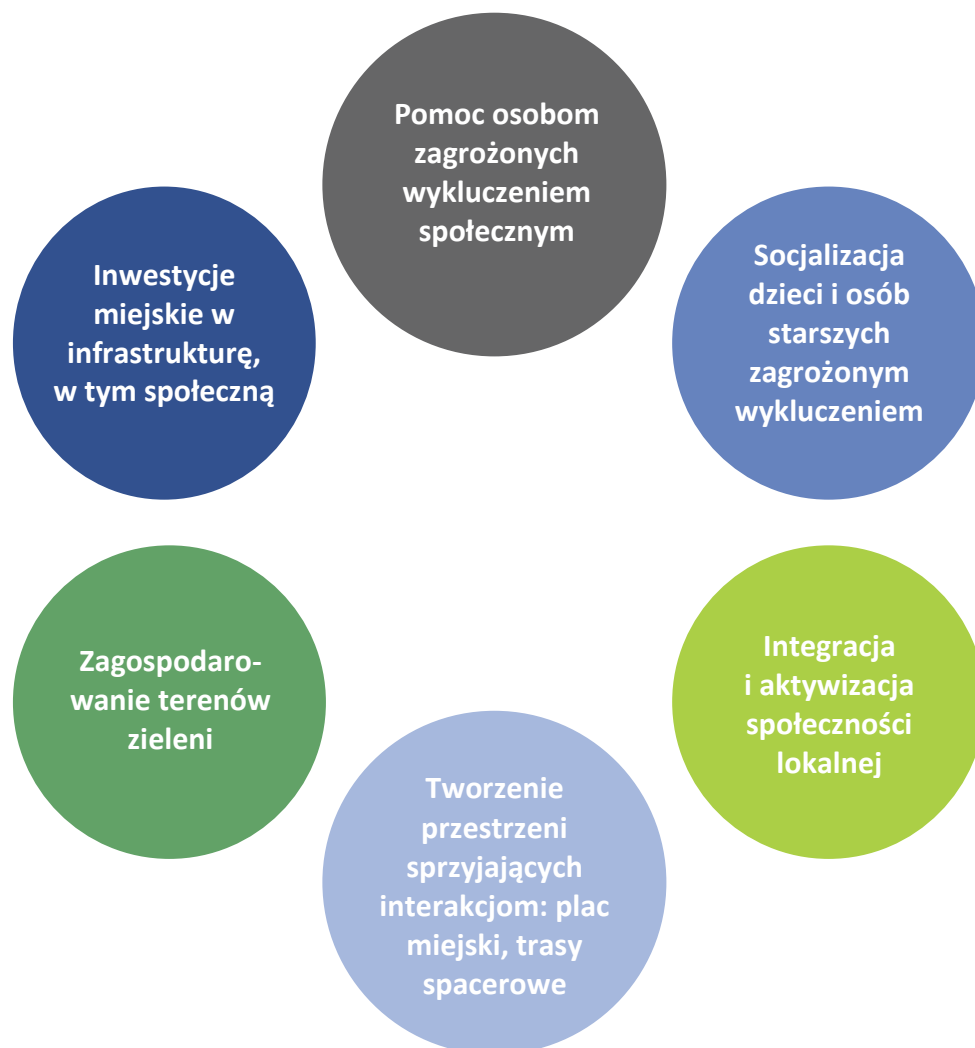 Pomoc osobom
zagrożonych
wykluczeniem
społecznym
Socjalizacja
dzieci i osób
starszych
zagrożonym
wykluczeniem
Integracja
i aktywizacja
społeczności
lokalnej
Tworzenie
przestrzeni
sprzyjających
interakcjom: plac
miejski, trasy
spacerowe
Zagospodaro-
wanie terenów
zieleni
Inwestycje
miejskie w
infrastrukturę,
w tym społeczną